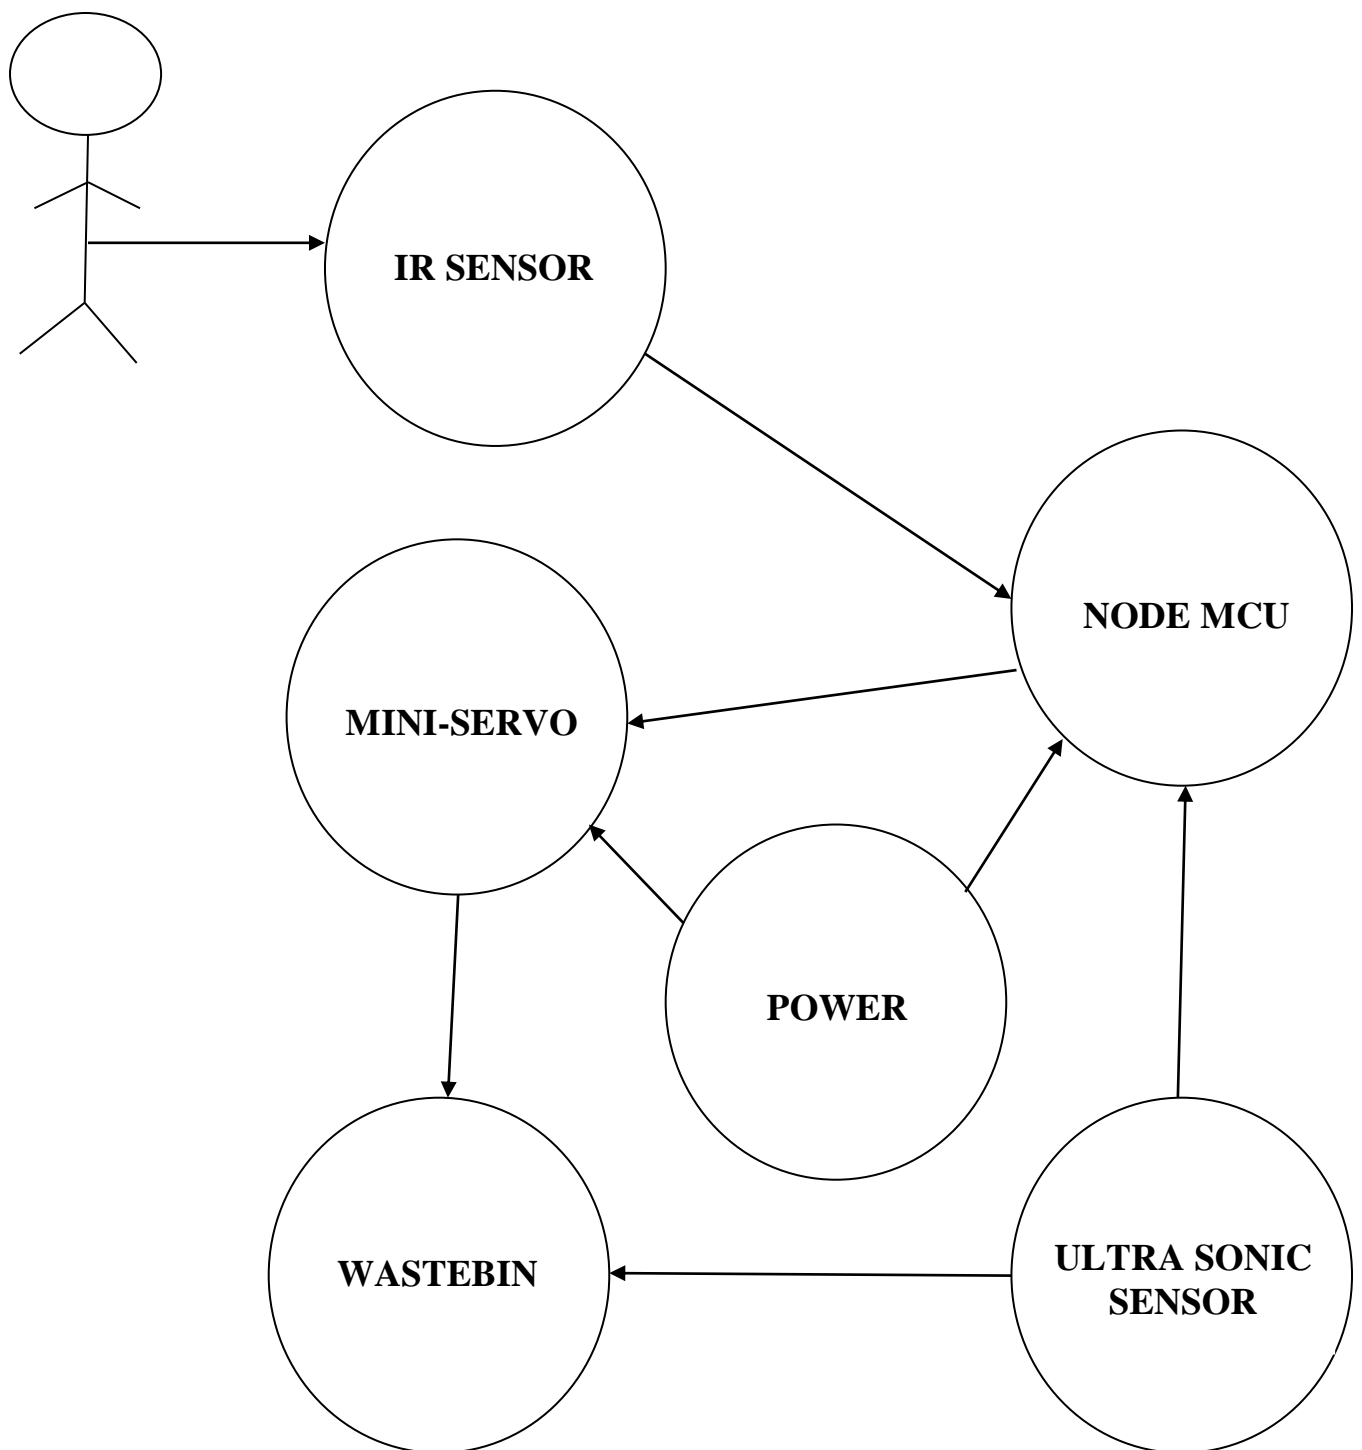 IR SENSOR
NODE MCU
MINI-SERVO
POWER
WASTEBIN
ULTRA SONIC
SENSOR